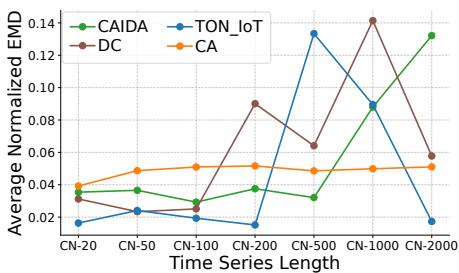 Average Normalized EMD
0.14
0.12
0.10
0.08
0.06
0.04
0.02
CAIDA
DC
TON_IoT
CA
CN-20 CN-50 CN-100 CN-200 CN-500 CN-1000 CN-2000
Time Series Length